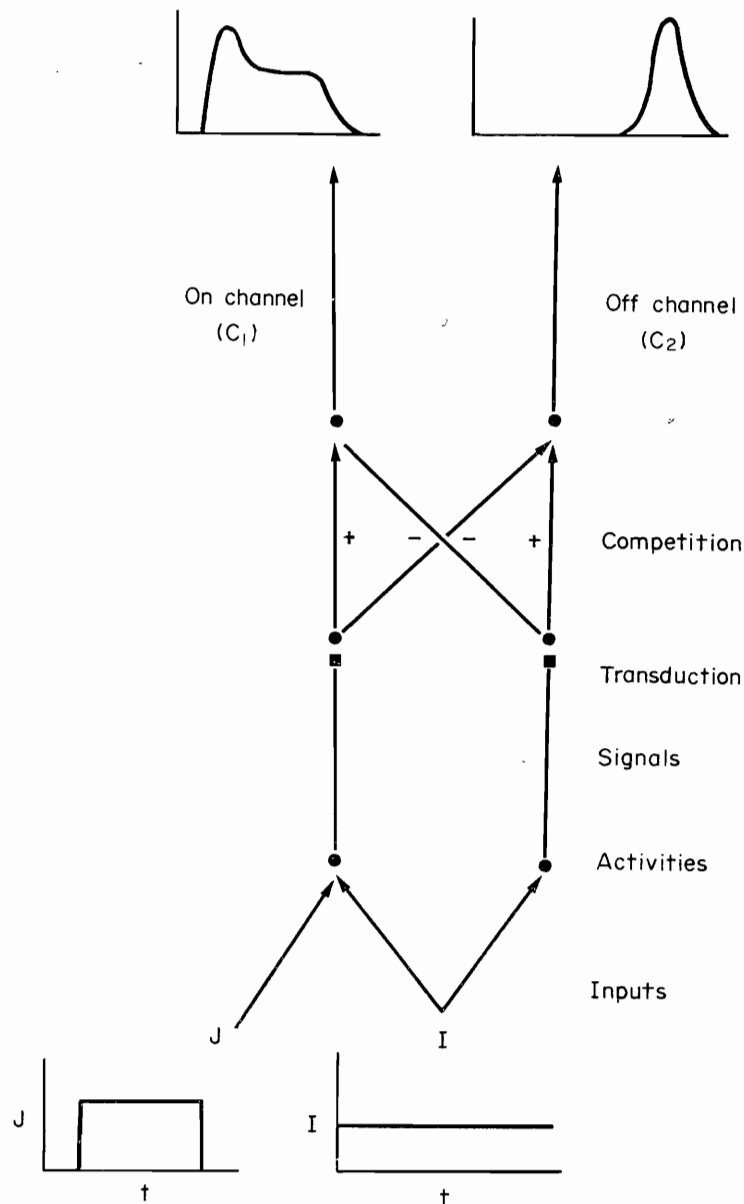 On channel
(C₁)
Off channel
(C₂)
+ − − +
Competition
Transduction
Signals
Activities
Inputs
J
I
J
t
I
t